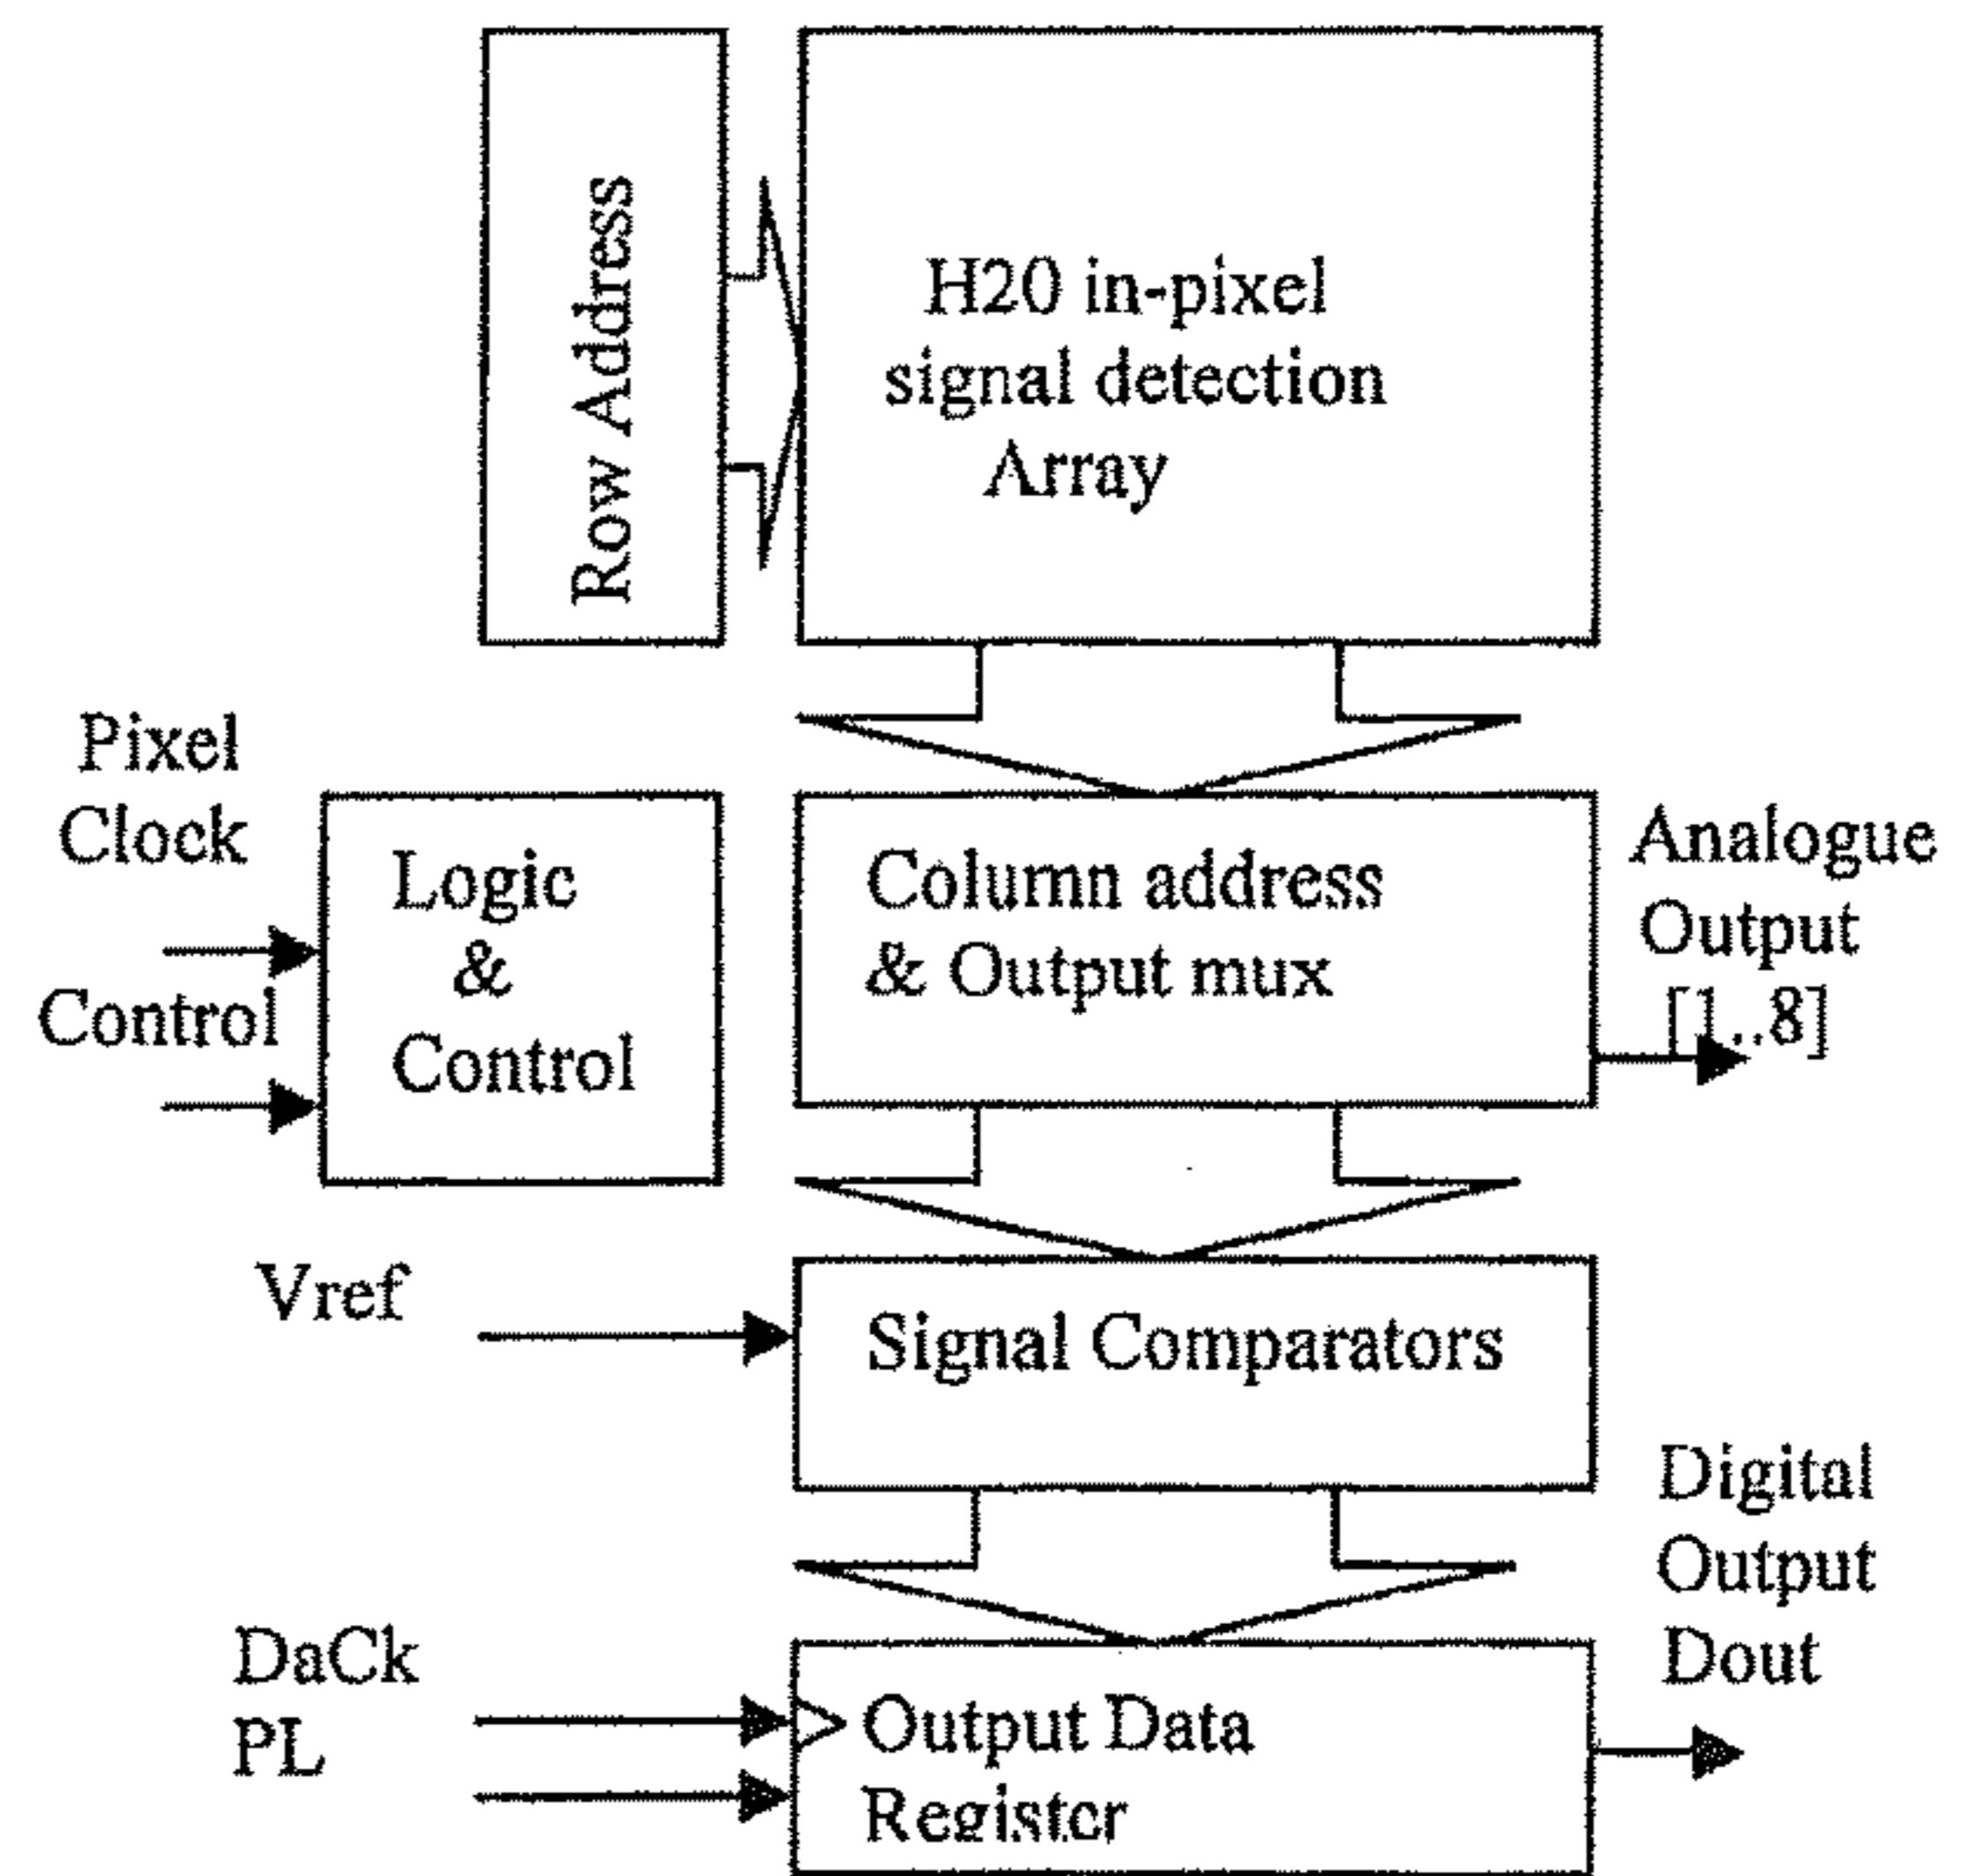 Row Address
H20 in-pixel
signal detection
Array
Pixel
Clock
Control
Logic
&
Control
Column address
& Output mux
Analogue
Output
[1..8]
Vref
Signal Comparators
Digital
Output
Dout
DaCk
PL
Output Data
Register